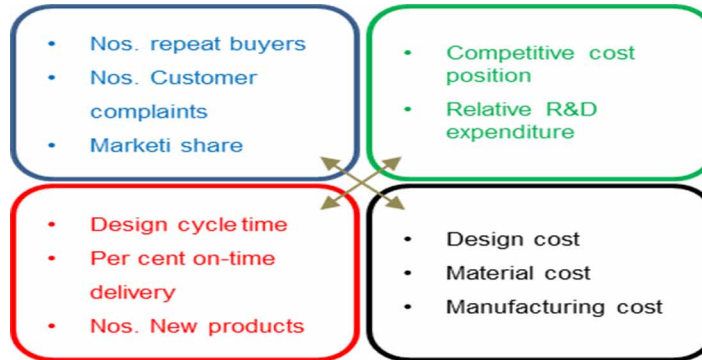 • Nos. repeat buyers
• Nos. Customer
complaints
• Marketi share
• Competitive cost
position
• Relative R&D
expenditure
• Design cycle time
• Per cent on-time
delivery
• Nos. New products
• Design cost
• Material cost
• Manufacturing cost